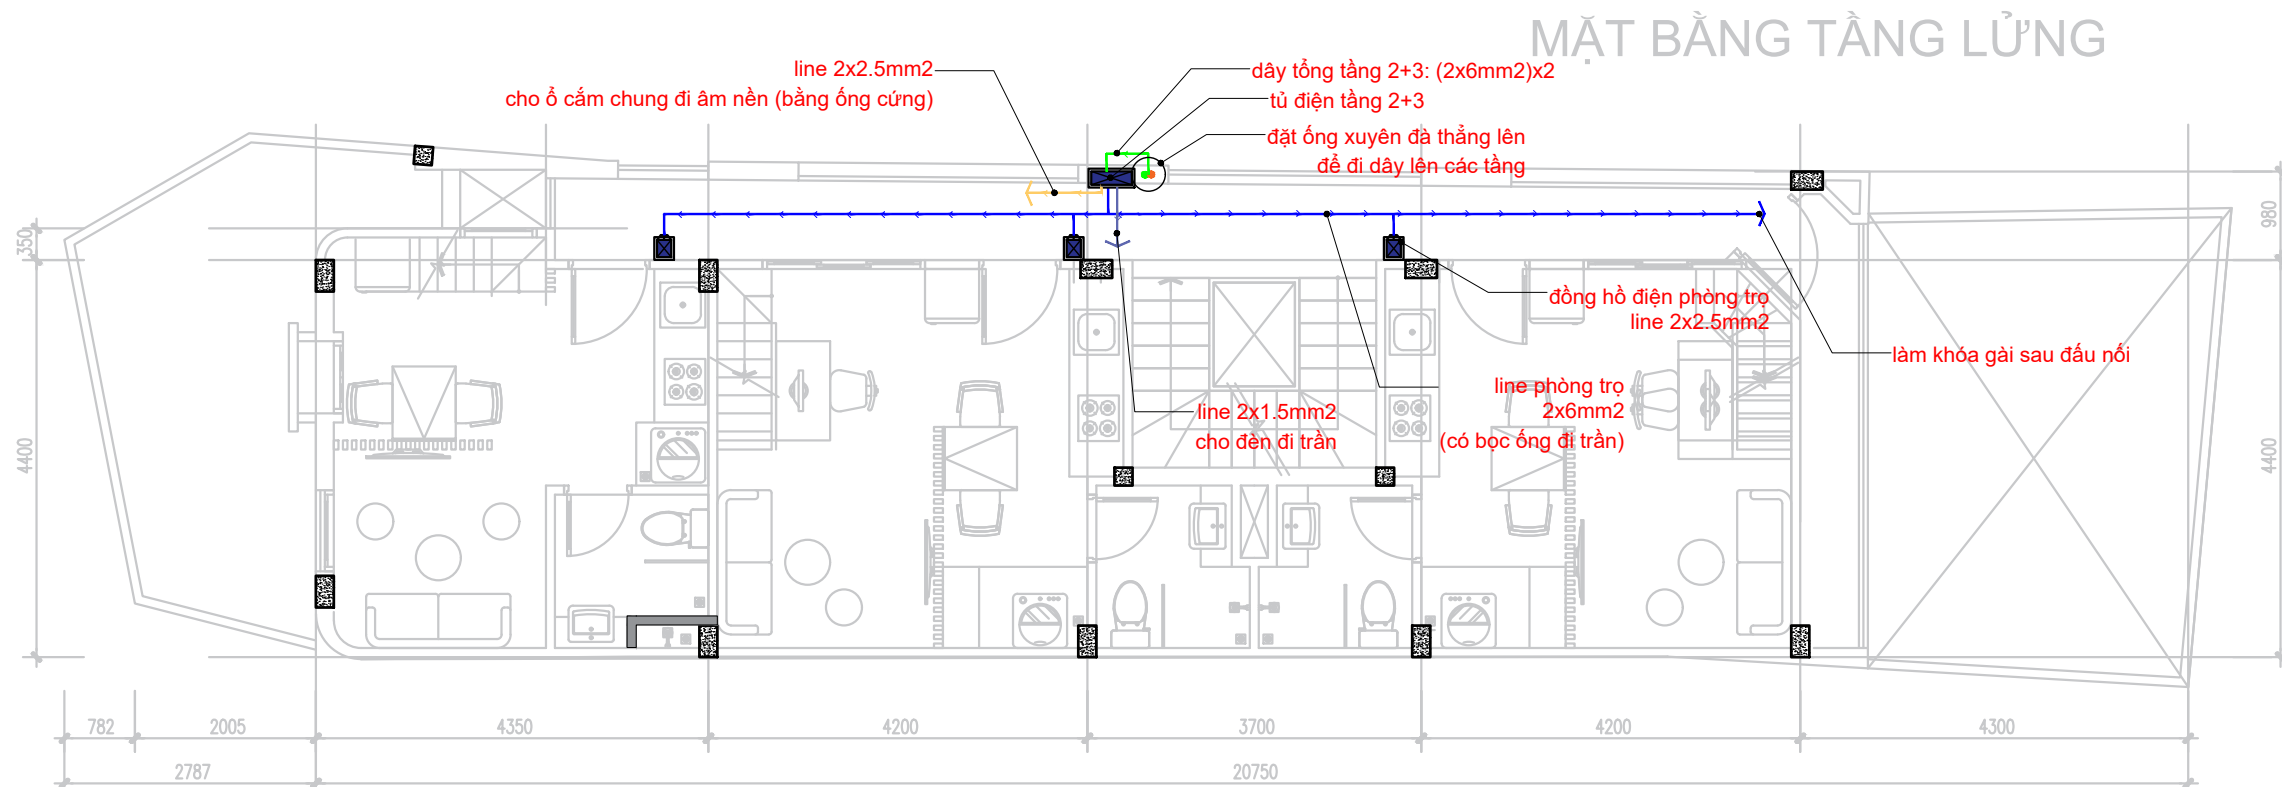 MẶT BẰNG TẦNG LỬNG
line 2x2.5mm2
cho ổ cắm chung đi âm nền (bằng ống cứng)
dây tổng tầng 2+3: (2x6mm2)x2
tủ điện tầng 2+3
đặt ống xuyên đà thẳng lên
để đi dây lên các tầng
đồng hồ điện phòng trọ
line 2x2.5mm2
làm khóa gài sau đấu nối
line phòng trọ
2x6mm2
(có bọc ống đi trần)
line 2x1.5mm2
cho đèn đi trần
350
4400
980
4400
782
2005
4350
4200
3700
4200
4300
2787
20750